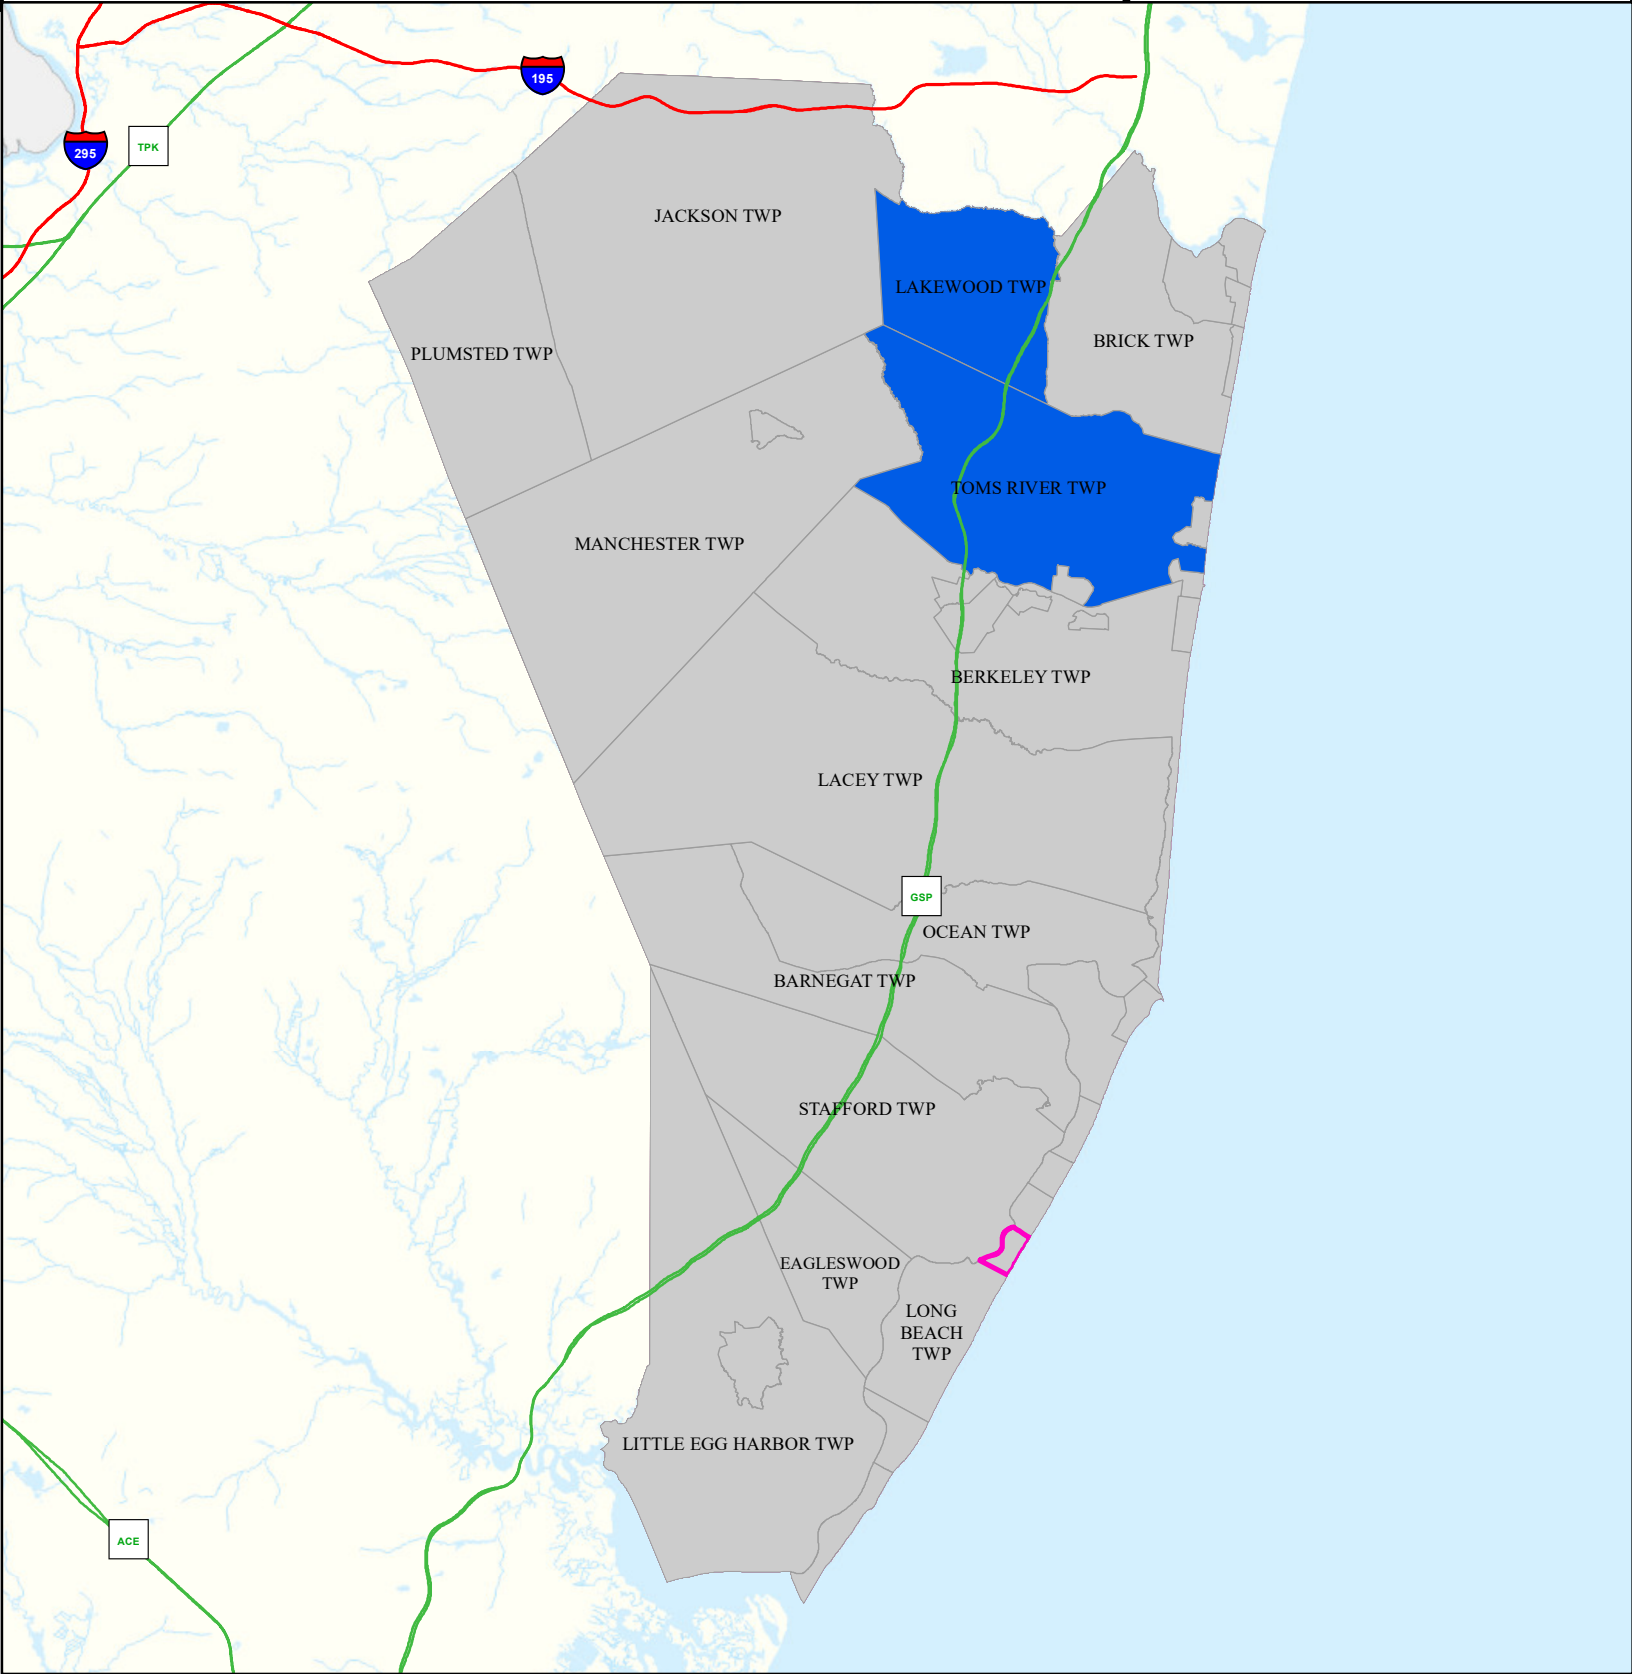 195
TPK
295
JACKSON TWP
LAKEWOOD TWP
BRICK TWP
PLUMSTED TWP
TOMS RIVER TWP
MANCHESTER TWP
BERKELEY TWP
LACEY TWP
GSP
OCEAN TWP
BARNEGAT TWP
STAFFORD TWP
EAGLESWOOD
TWP
LONG
BEACH
TWP
LITTLE EGG HARBOR TWP
ACE